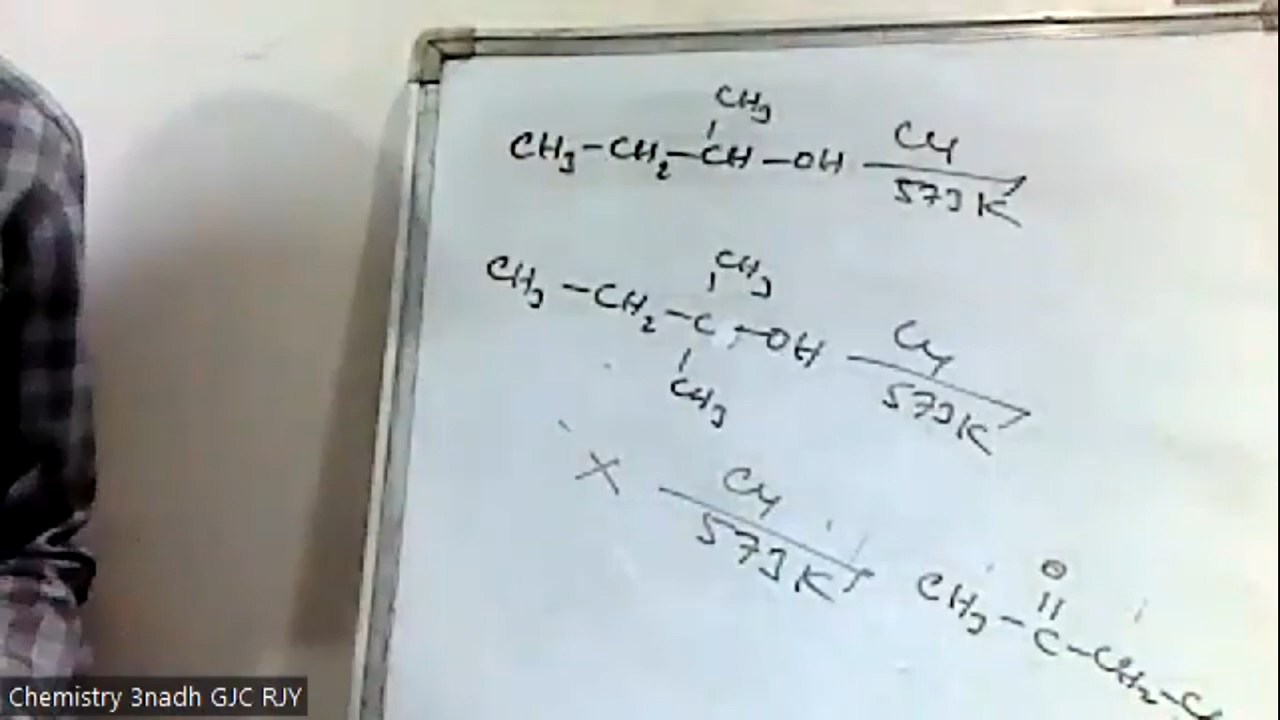 CH₃
CH₃-CH₂-CH-OH Cu
573K
CH₃
CH₃-CH₂-C-OH Cu
573K
CH₃
X Cu
573K
O
CH₃-C-CH₂-C
Chemistry 3nadh GJC RJY